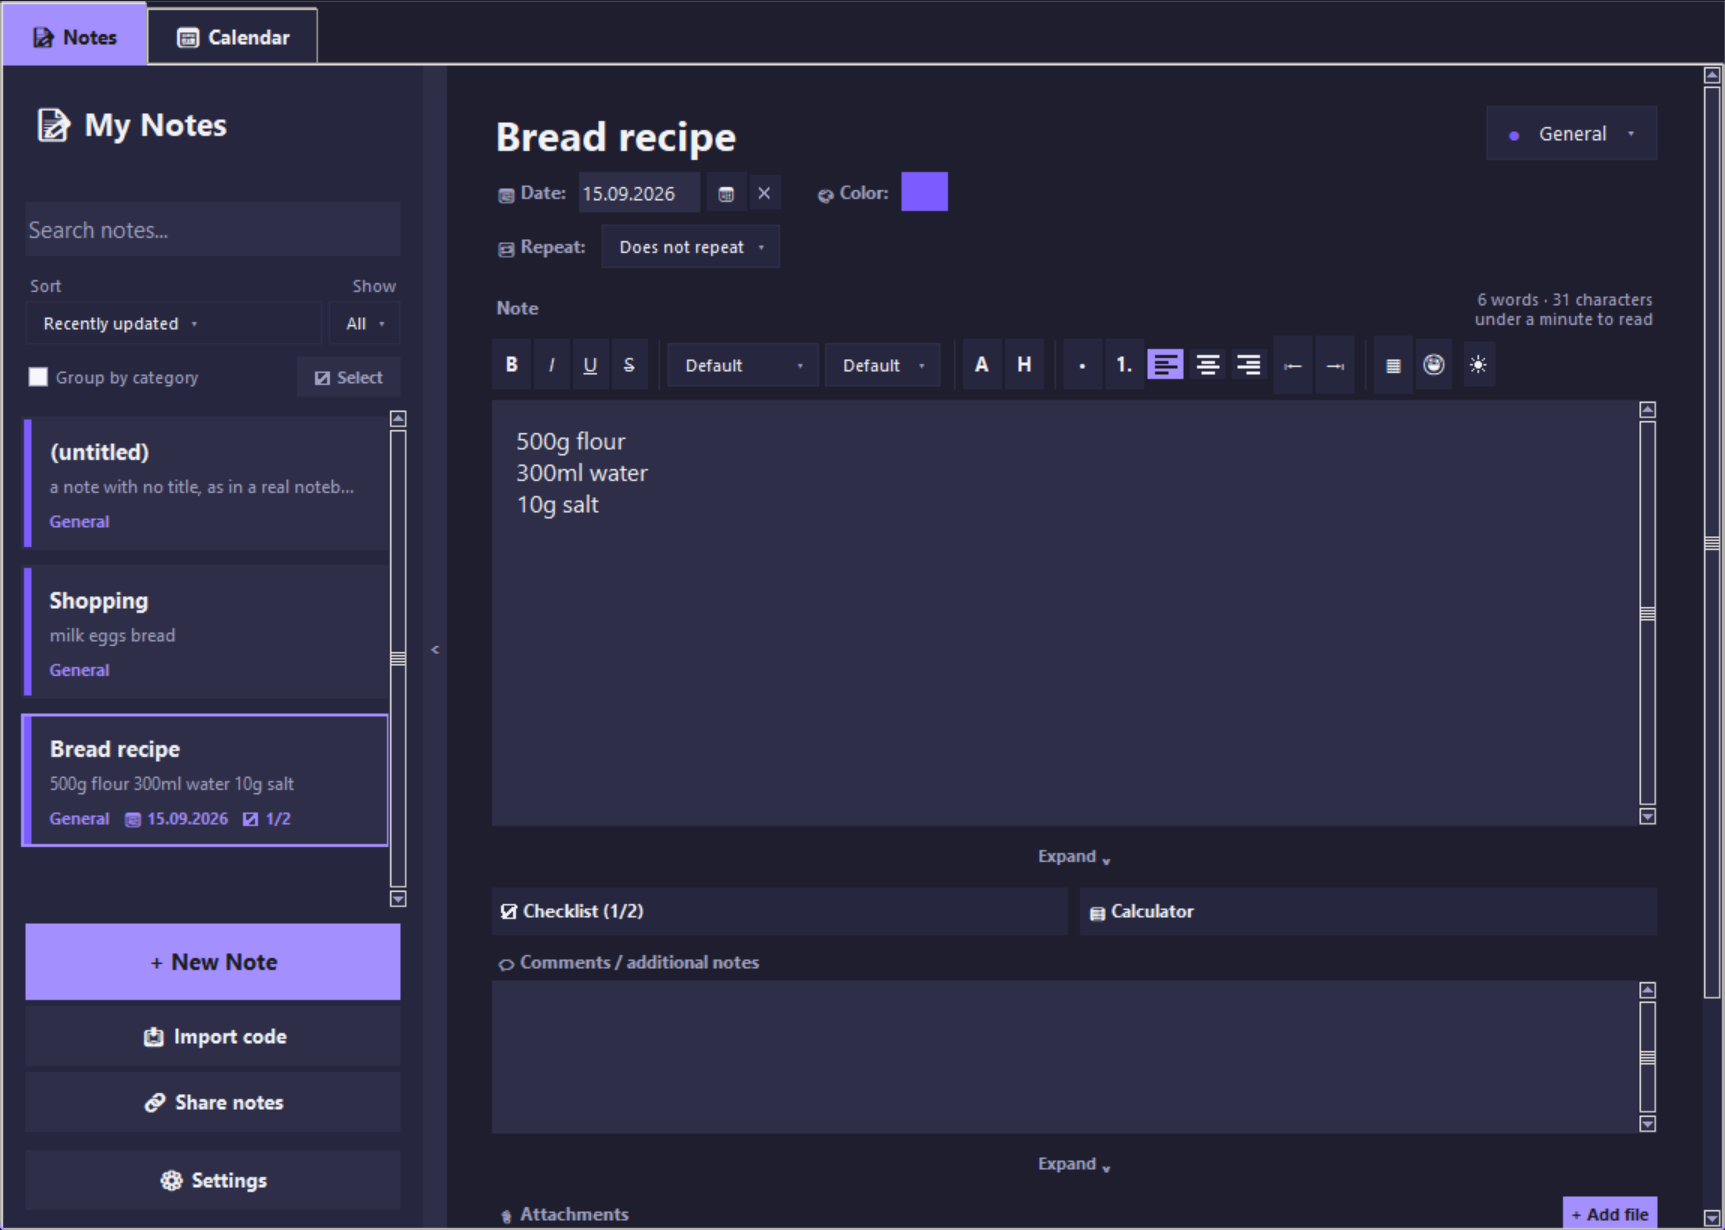 Notes
Calendar
My Notes
Search notes...
Sort
Show
Recently updated
All
Group by category
Select
(untitled)
a note with no title, as in a real noteb...
General
Shopping
milk eggs bread
General
Bread recipe
500g flour 300ml water 10g salt
General 15.09.2026 1/2
+ New Note
Import code
Share notes
Settings
<
Bread recipe
General
Date: 15.09.2026 Color:
Repeat: Does not repeat
Note
6 words · 31 characters
under a minute to read
B I U S Default Default A H • 1.
500g flour
300ml water
10g salt
Expand
Checklist (1/2)
Calculator
Comments / additional notes
Expand
Attachments
+ Add file